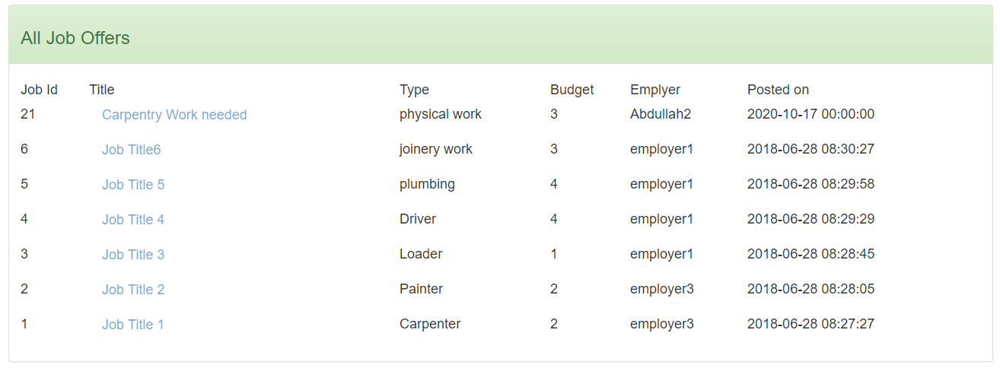 All Job Offers
Job Id Title Type Budget Emplyer Posted on
21 Carpentry Work needed physical work 3 Abdullah2 2020-10-17 00:00:00
6 Job Title6 joinery work 3 employer1 2018-06-28 08:30:27
5 Job Title 5 plumbing 4 employer1 2018-06-28 08:29:58
4 Job Title 4 Driver 4 employer1 2018-06-28 08:29:29
3 Job Title 3 Loader 1 employer1 2018-06-28 08:28:45
2 Job Title 2 Painter 2 employer3 2018-06-28 08:28:05
1 Job Title 1 Carpenter 2 employer3 2018-06-28 08:27:27